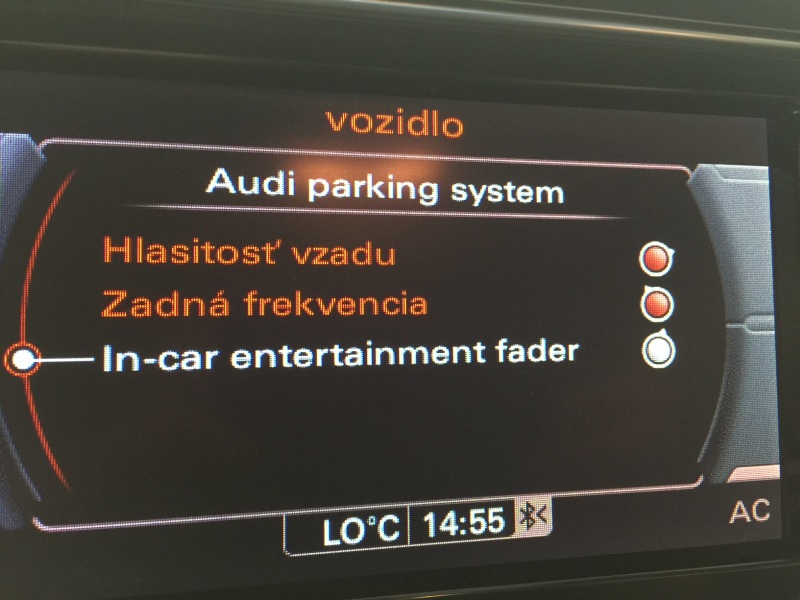 vozidlo
Audi parking system
Hlasitosť vzadu
Zadná frekvencia
In-car entertainment fader
LO°C 14:55
AC